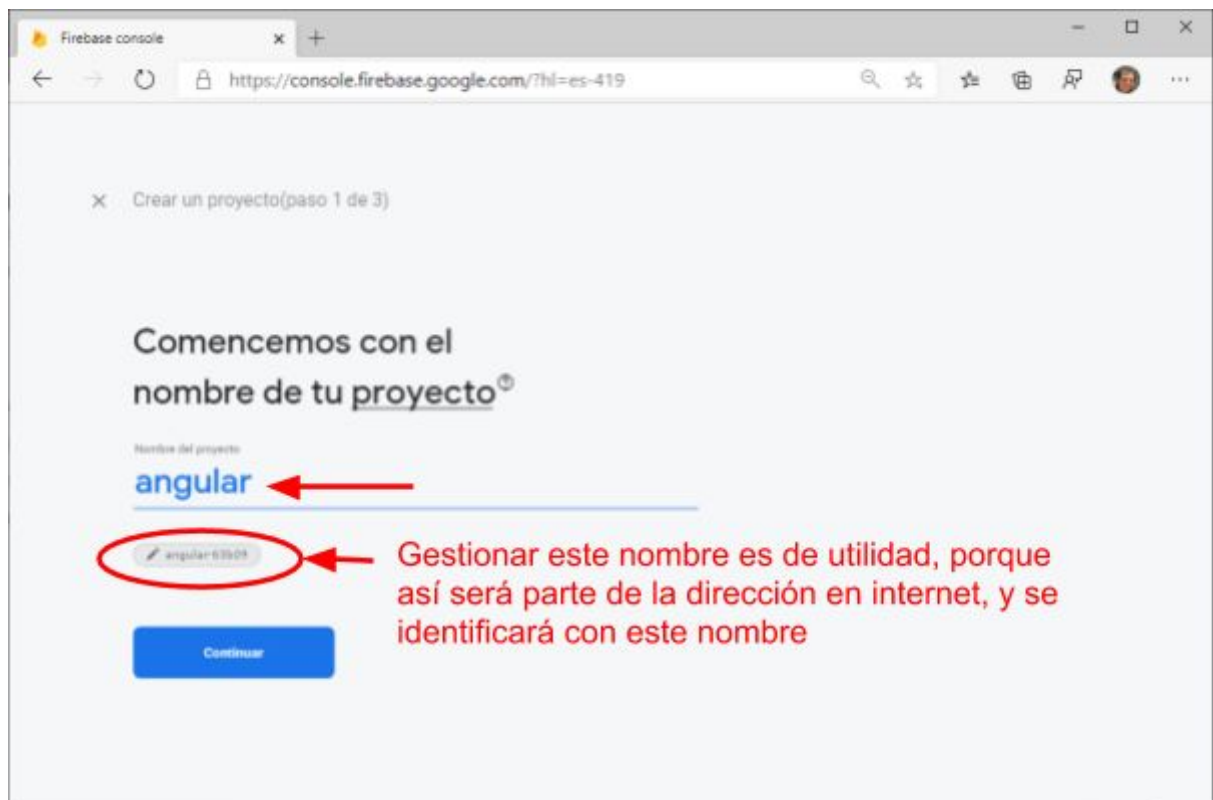 Firebase console
https://console.firebase.google.com/?hl=es-419
Crear un proyecto(paso 1 de 3)
Comencemos con el
nombre de tu proyecto
Nombre del proyecto
angular
angular-63b09
Gestionar este nombre es de utilidad, porque
así será parte de la dirección en internet, y se
identificará con este nombre
Continuar